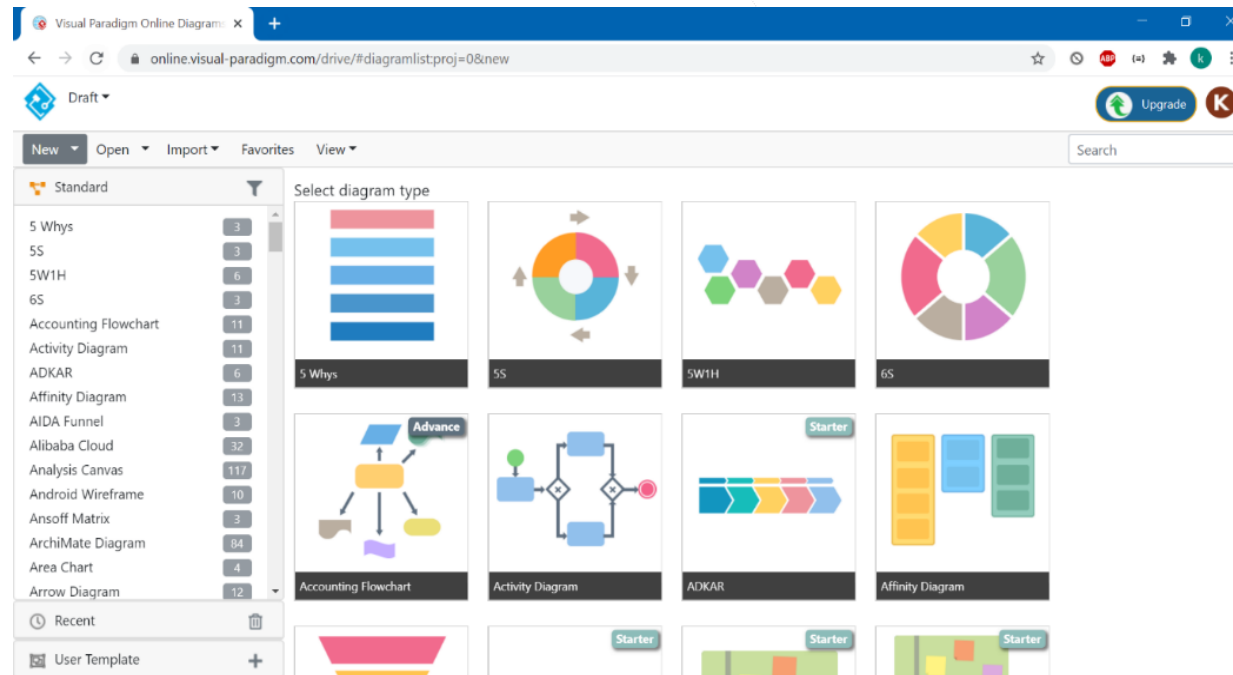 Visual Paradigm Online Diagrams
online.visual-paradigm.com/drive/#diagramlist:proj=0&new
ABP
k
Draft
Upgrade
K
New Open Import Favorites View
Search
Standard
Select diagram type
5 Whys 3
5S 3
5W1H 6
6S 3
Accounting Flowchart 11
Activity Diagram 11
ADKAR 6
Affinity Diagram 13
AIDA Funnel 3
Alibaba Cloud 32
Analysis Canvas 117
Android Wireframe 10
Ansoff Matrix 3
ArchiMate Diagram 84
Area Chart 4
Arrow Diagram 12
Recent
User Template
5 Whys 5S 5W1H 6S
Advance Starter
Accounting Flowchart Activity Diagram ADKAR Affinity Diagram
Starter Starter Starter